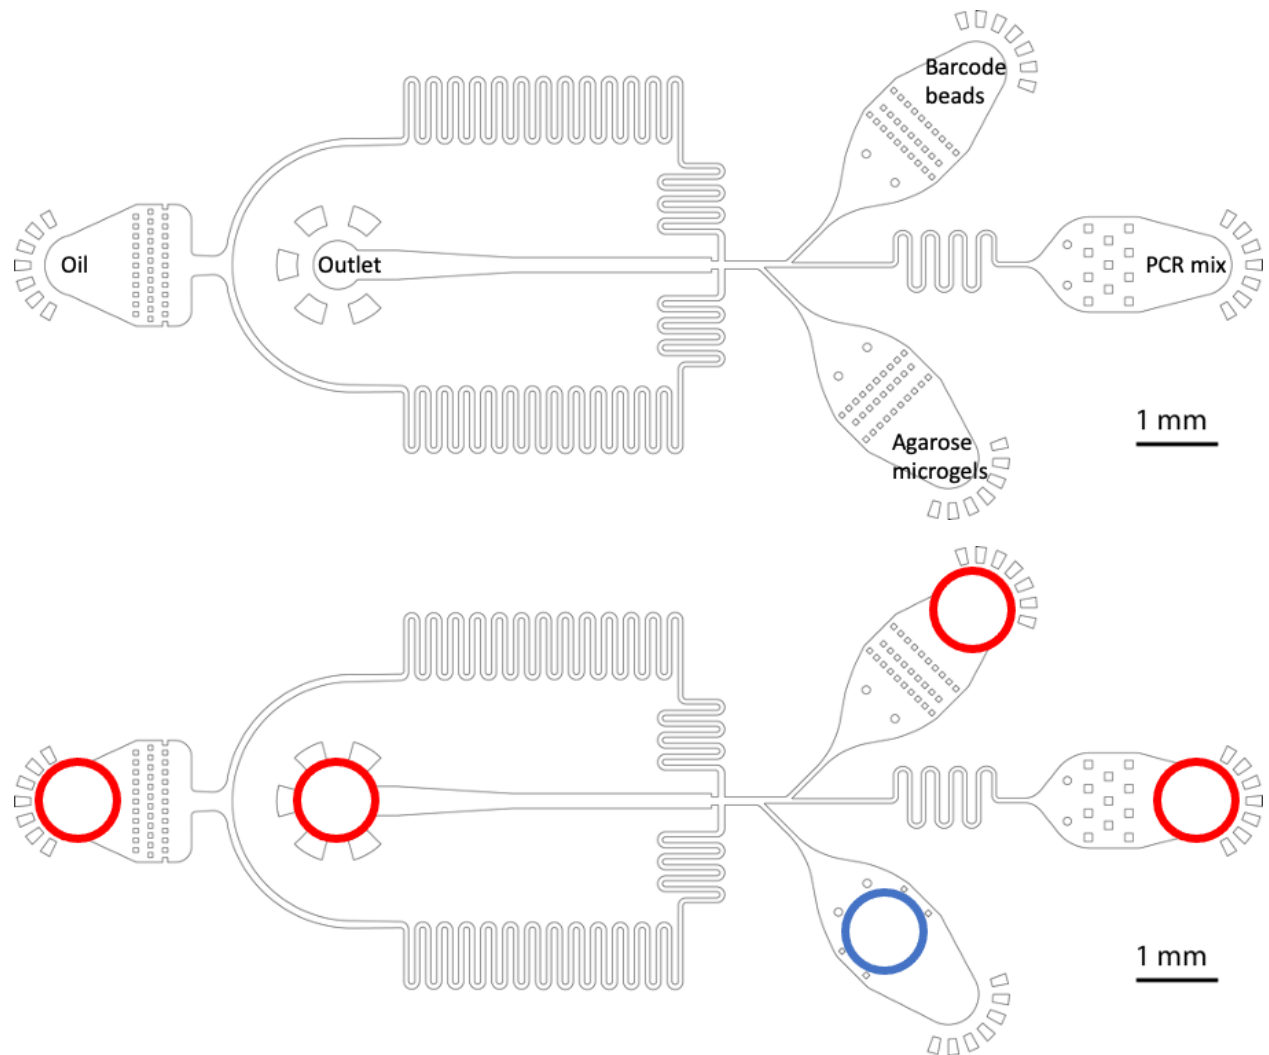 Barcode
beads
Oil
Outlet
PCR mix
Agarose
microgels
1 mm
1 mm